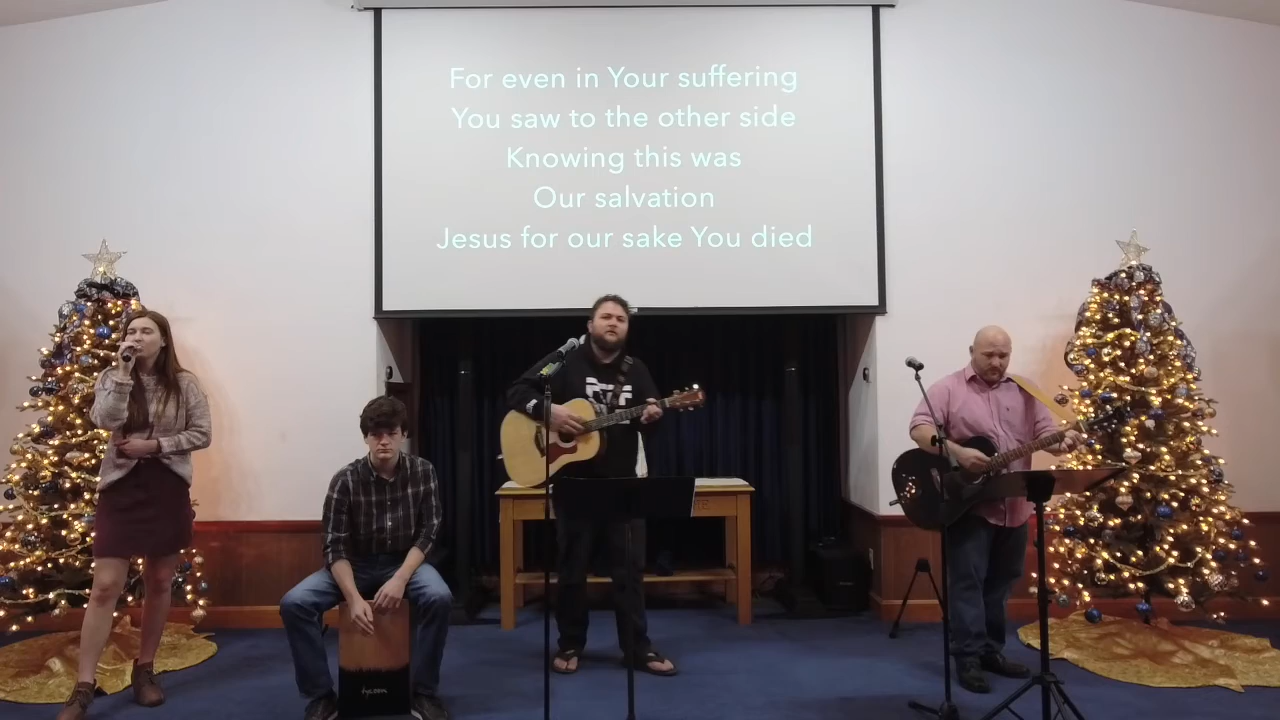 For even in Your suffering
You saw to the other side
Knowing this was
Our salvation
Jesus for our sake You died
tycoon